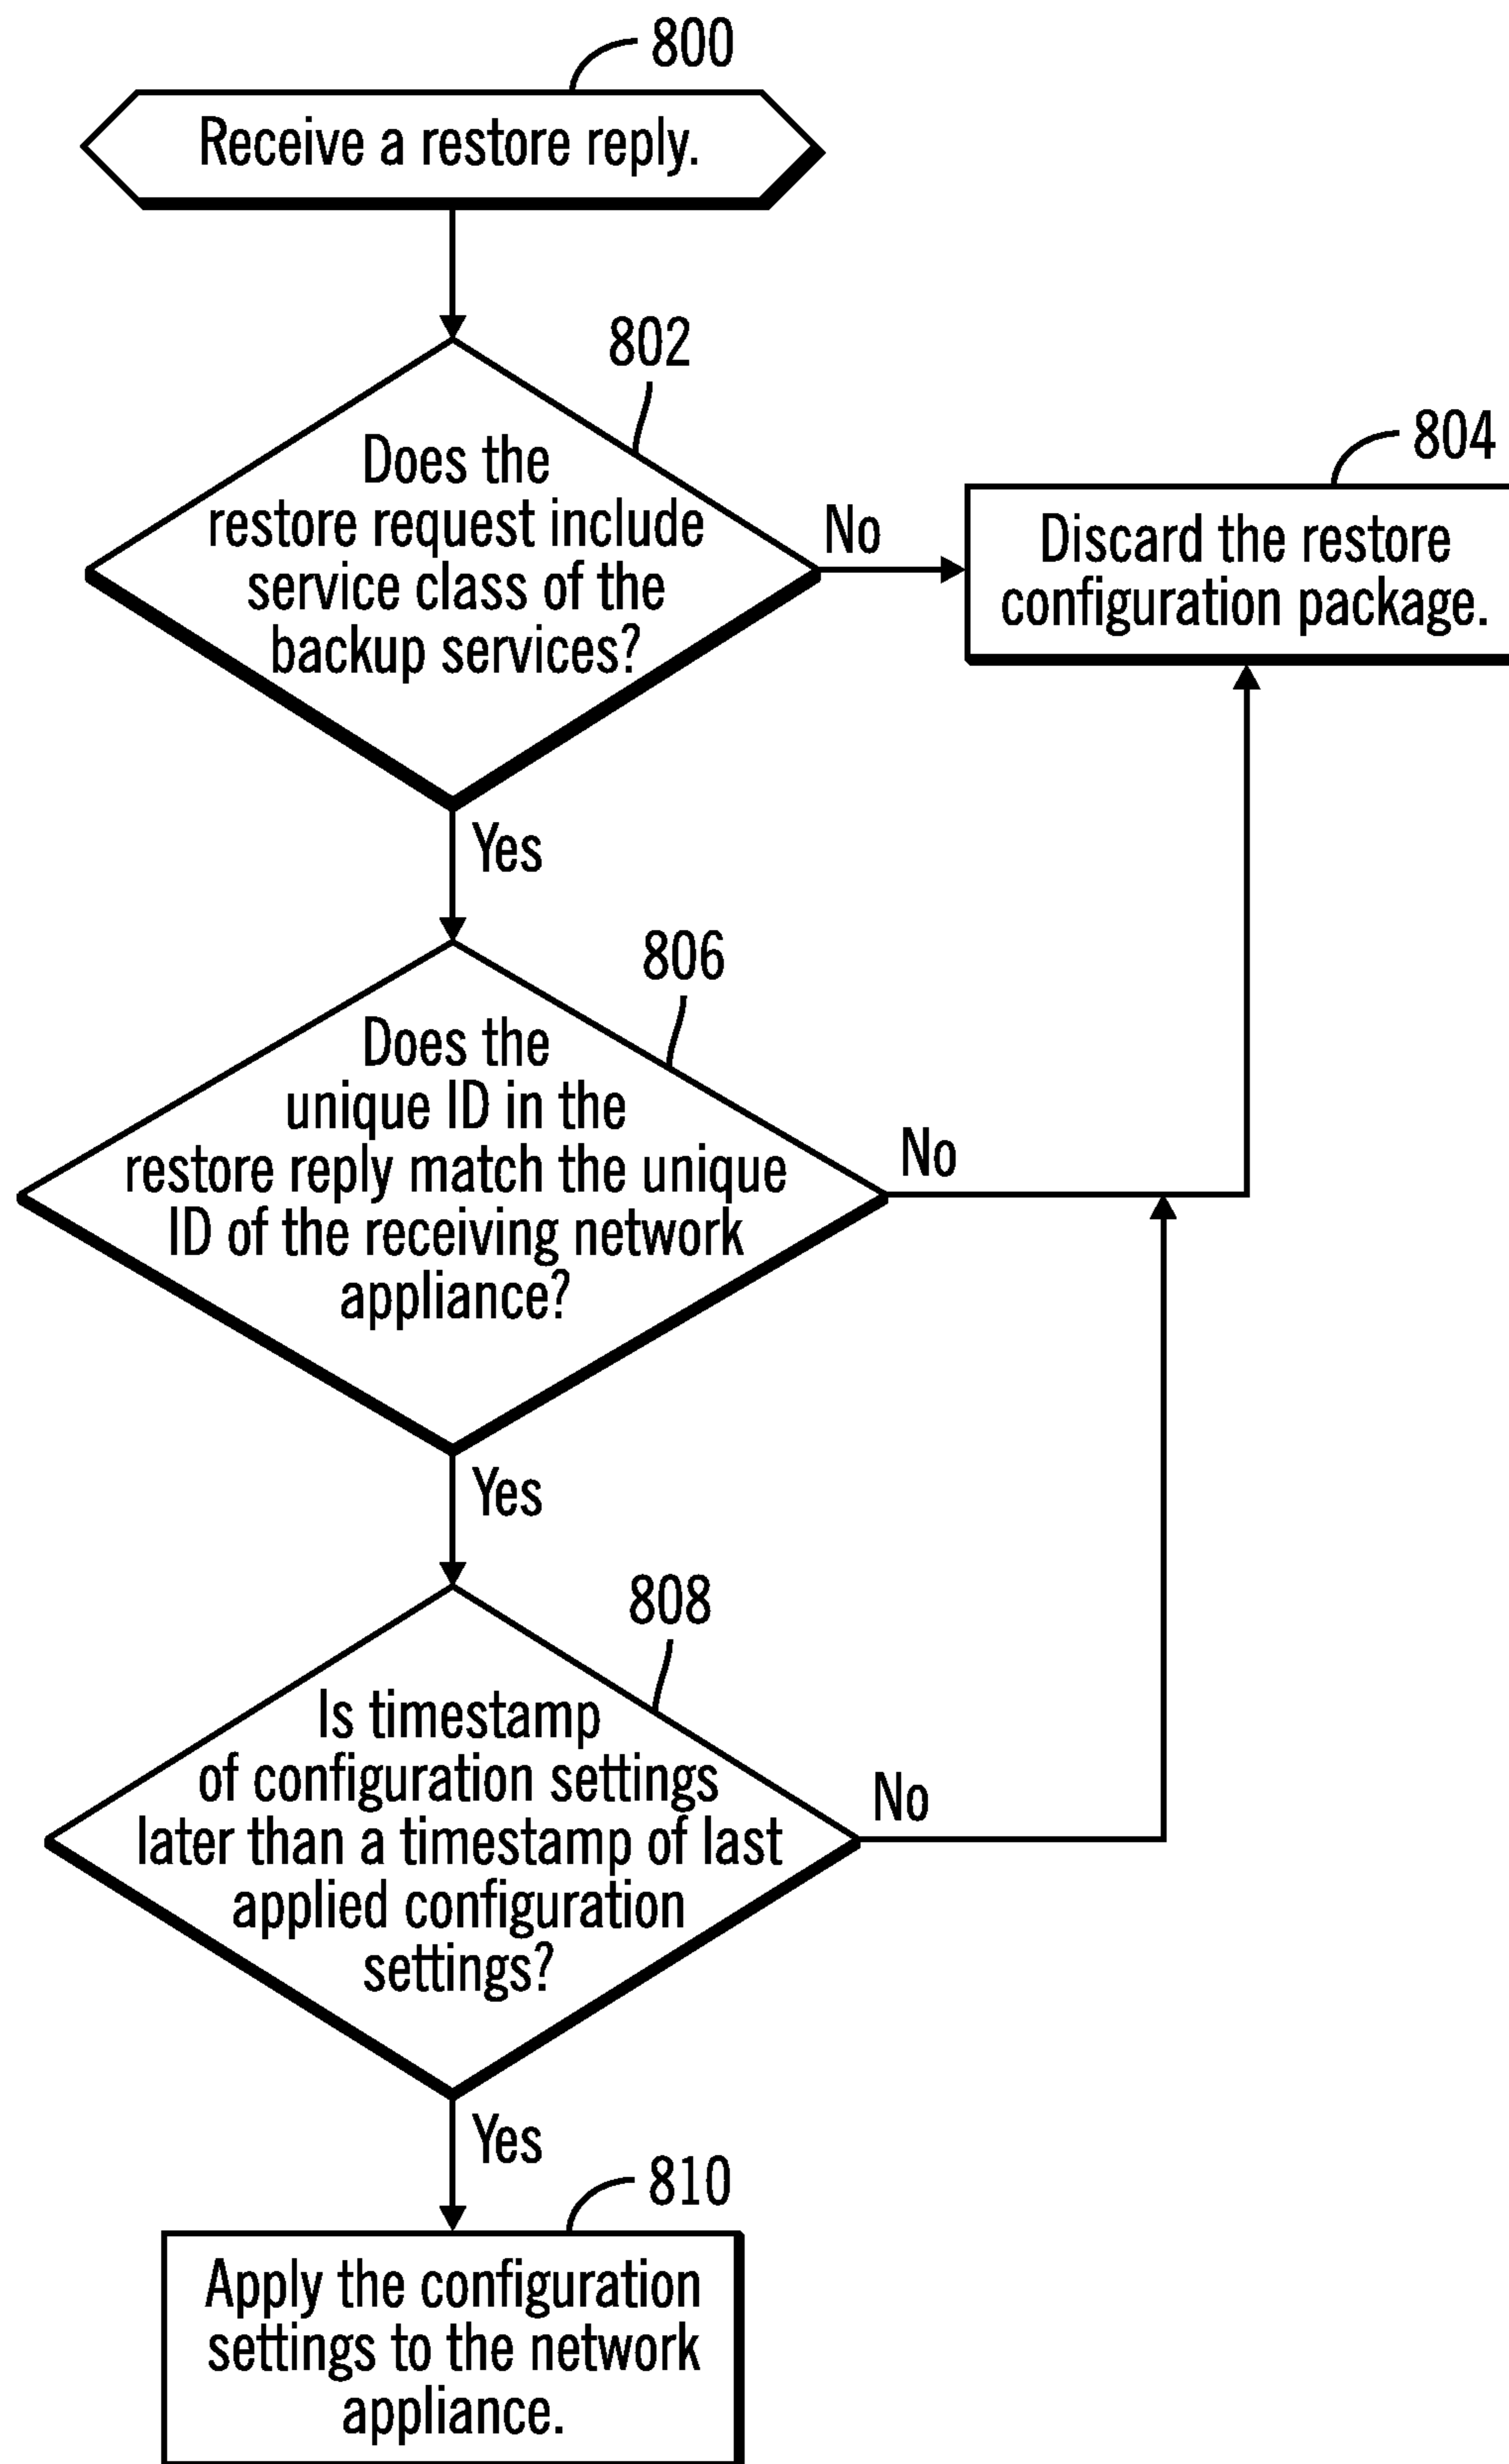 800
Receive a restore reply.
802
Does the
restore request include
service class of the
backup services?
No
804
Discard the restore
configuration package.
Yes
806
Does the
unique ID in the
restore reply match the unique
ID of the receiving network
appliance?
No
Yes
808
Is timestamp
of configuration settings
later than a timestamp of last
applied configuration
settings?
No
Yes
810
Apply the configuration
settings to the network
appliance.